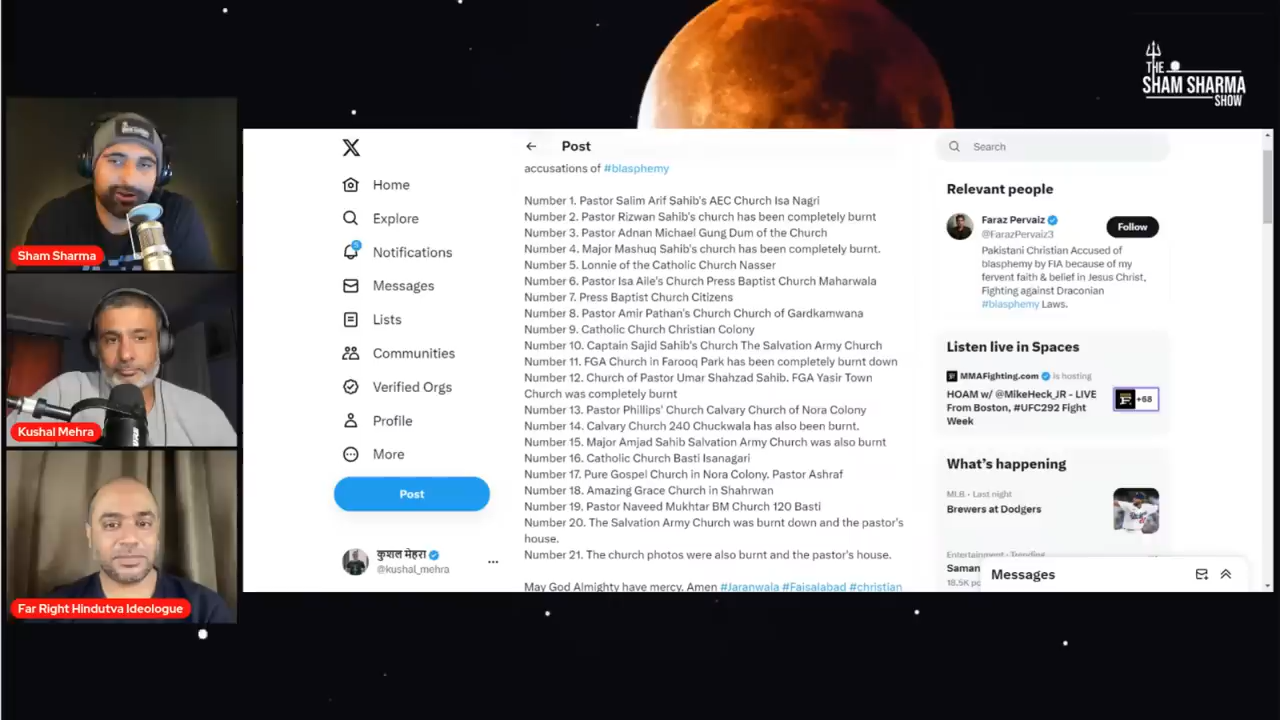 THE
SHAM SHARMA
SHOW
Sham Sharma
Kushal Mehra
Far Right Hindutva Ideologue
X
Home
Explore
5
Notifications
Messages
Lists
Communities
Verified Orgs
Profile
More
Post
कुशल मेहरा
@kushal_mehra
Post
accusations of #blasphemy
Number 1. Pastor Salim Arif Sahib's AEC Church Isa Nagri
Number 2. Pastor Rizwan Sahib's church has been completely burnt
Number 3. Pastor Adnan Michael Gung Dum of the Church
Number 4. Major Mashuq Sahib's church has been completely burnt.
Number 5. Lonnie of the Catholic Church Nasser
Number 6. Pastor Isa Aile's Church Press Baptist Church Maharwala
Number 7. Press Baptist Church Citizens
Number 8. Pastor Amir Pathan's Church Church of Gardkamwana
Number 9. Catholic Church Christian Colony
Number 10. Captain Sajid Sahib's Church The Salvation Army Church
Number 11. FGA Church in Farooq Park has been completely burnt down
Number 12. Church of Pastor Umar Shahzad Sahib. FGA Yasir Town
Church was completely burnt
Number 13. Pastor Phillips' Church Calvary Church of Nora Colony
Number 14. Calvary Church 240 Chuckwala has also been burnt.
Number 15. Major Amjad Sahib Salvation Army Church was also burnt
Number 16. Catholic Church Basti Isanagari
Number 17. Pure Gospel Church in Nora Colony. Pastor Ashraf
Number 18. Amazing Grace Church in Shahrwan
Number 19. Pastor Naveed Mukhtar BM Church 120 Basti
Number 20. The Salvation Army Church was burnt down and the pastor's
house.
Number 21. The church photos were also burnt and the pastor's house.
May God Almighty have mercy. Amen #Jaranwala #Faisalabad #christian
Search
Relevant people
Faraz Pervaiz
@FarazPervaiz3
Follow
Pakistani Christian Accused of
blasphemy by FIA because of my
fervent faith & belief in Jesus Christ,
Fighting against Draconian
#blasphemy Laws.
Listen live in Spaces
MMAFighting.com is hosting
HOAM w/ @MikeHeck_JR - LIVE
From Boston, #UFC292 Fight
Week
+68
What's happening
MLB · Last night
Brewers at Dodgers
Entertainment · Trending
Saman
18.5K po
Messages